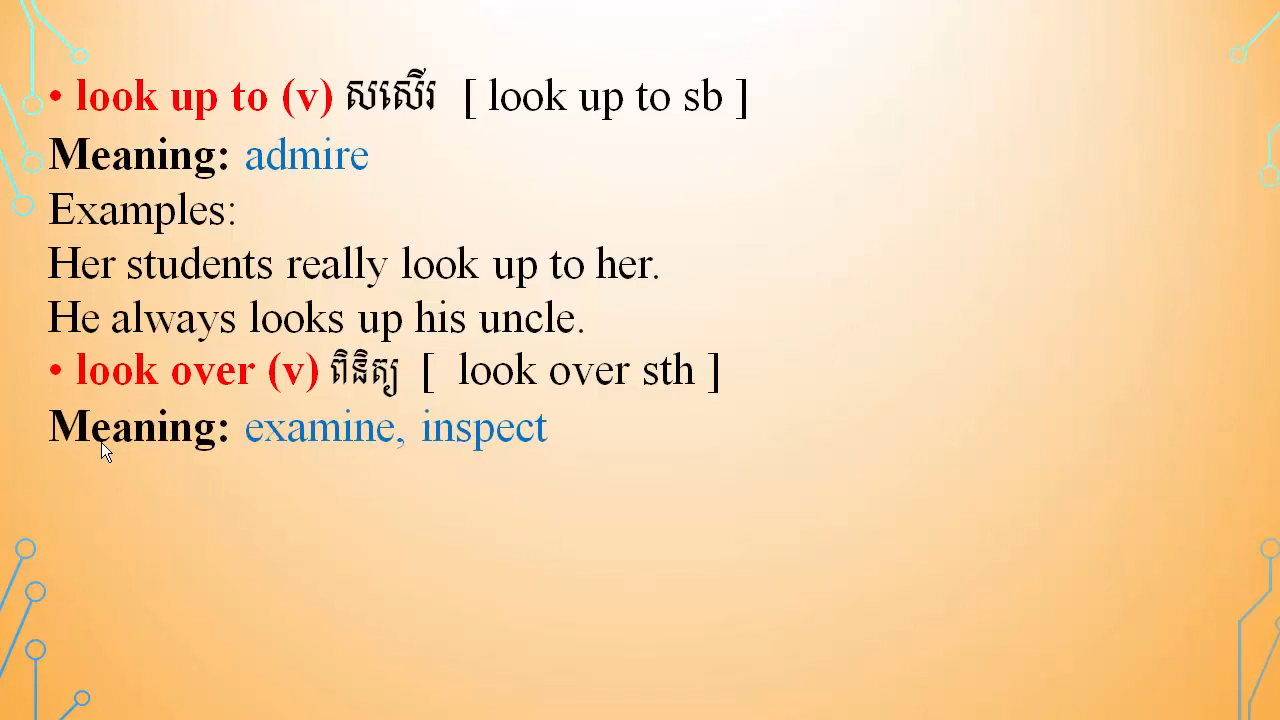 • look up to (v) សសើរ [ look up to sb ]
Meaning: admire
Examples:
Her students really look up to her.
He always looks up his uncle.
• look over (v) ពិនិត្យ [ look over sth ]
Meaning: examine, inspect